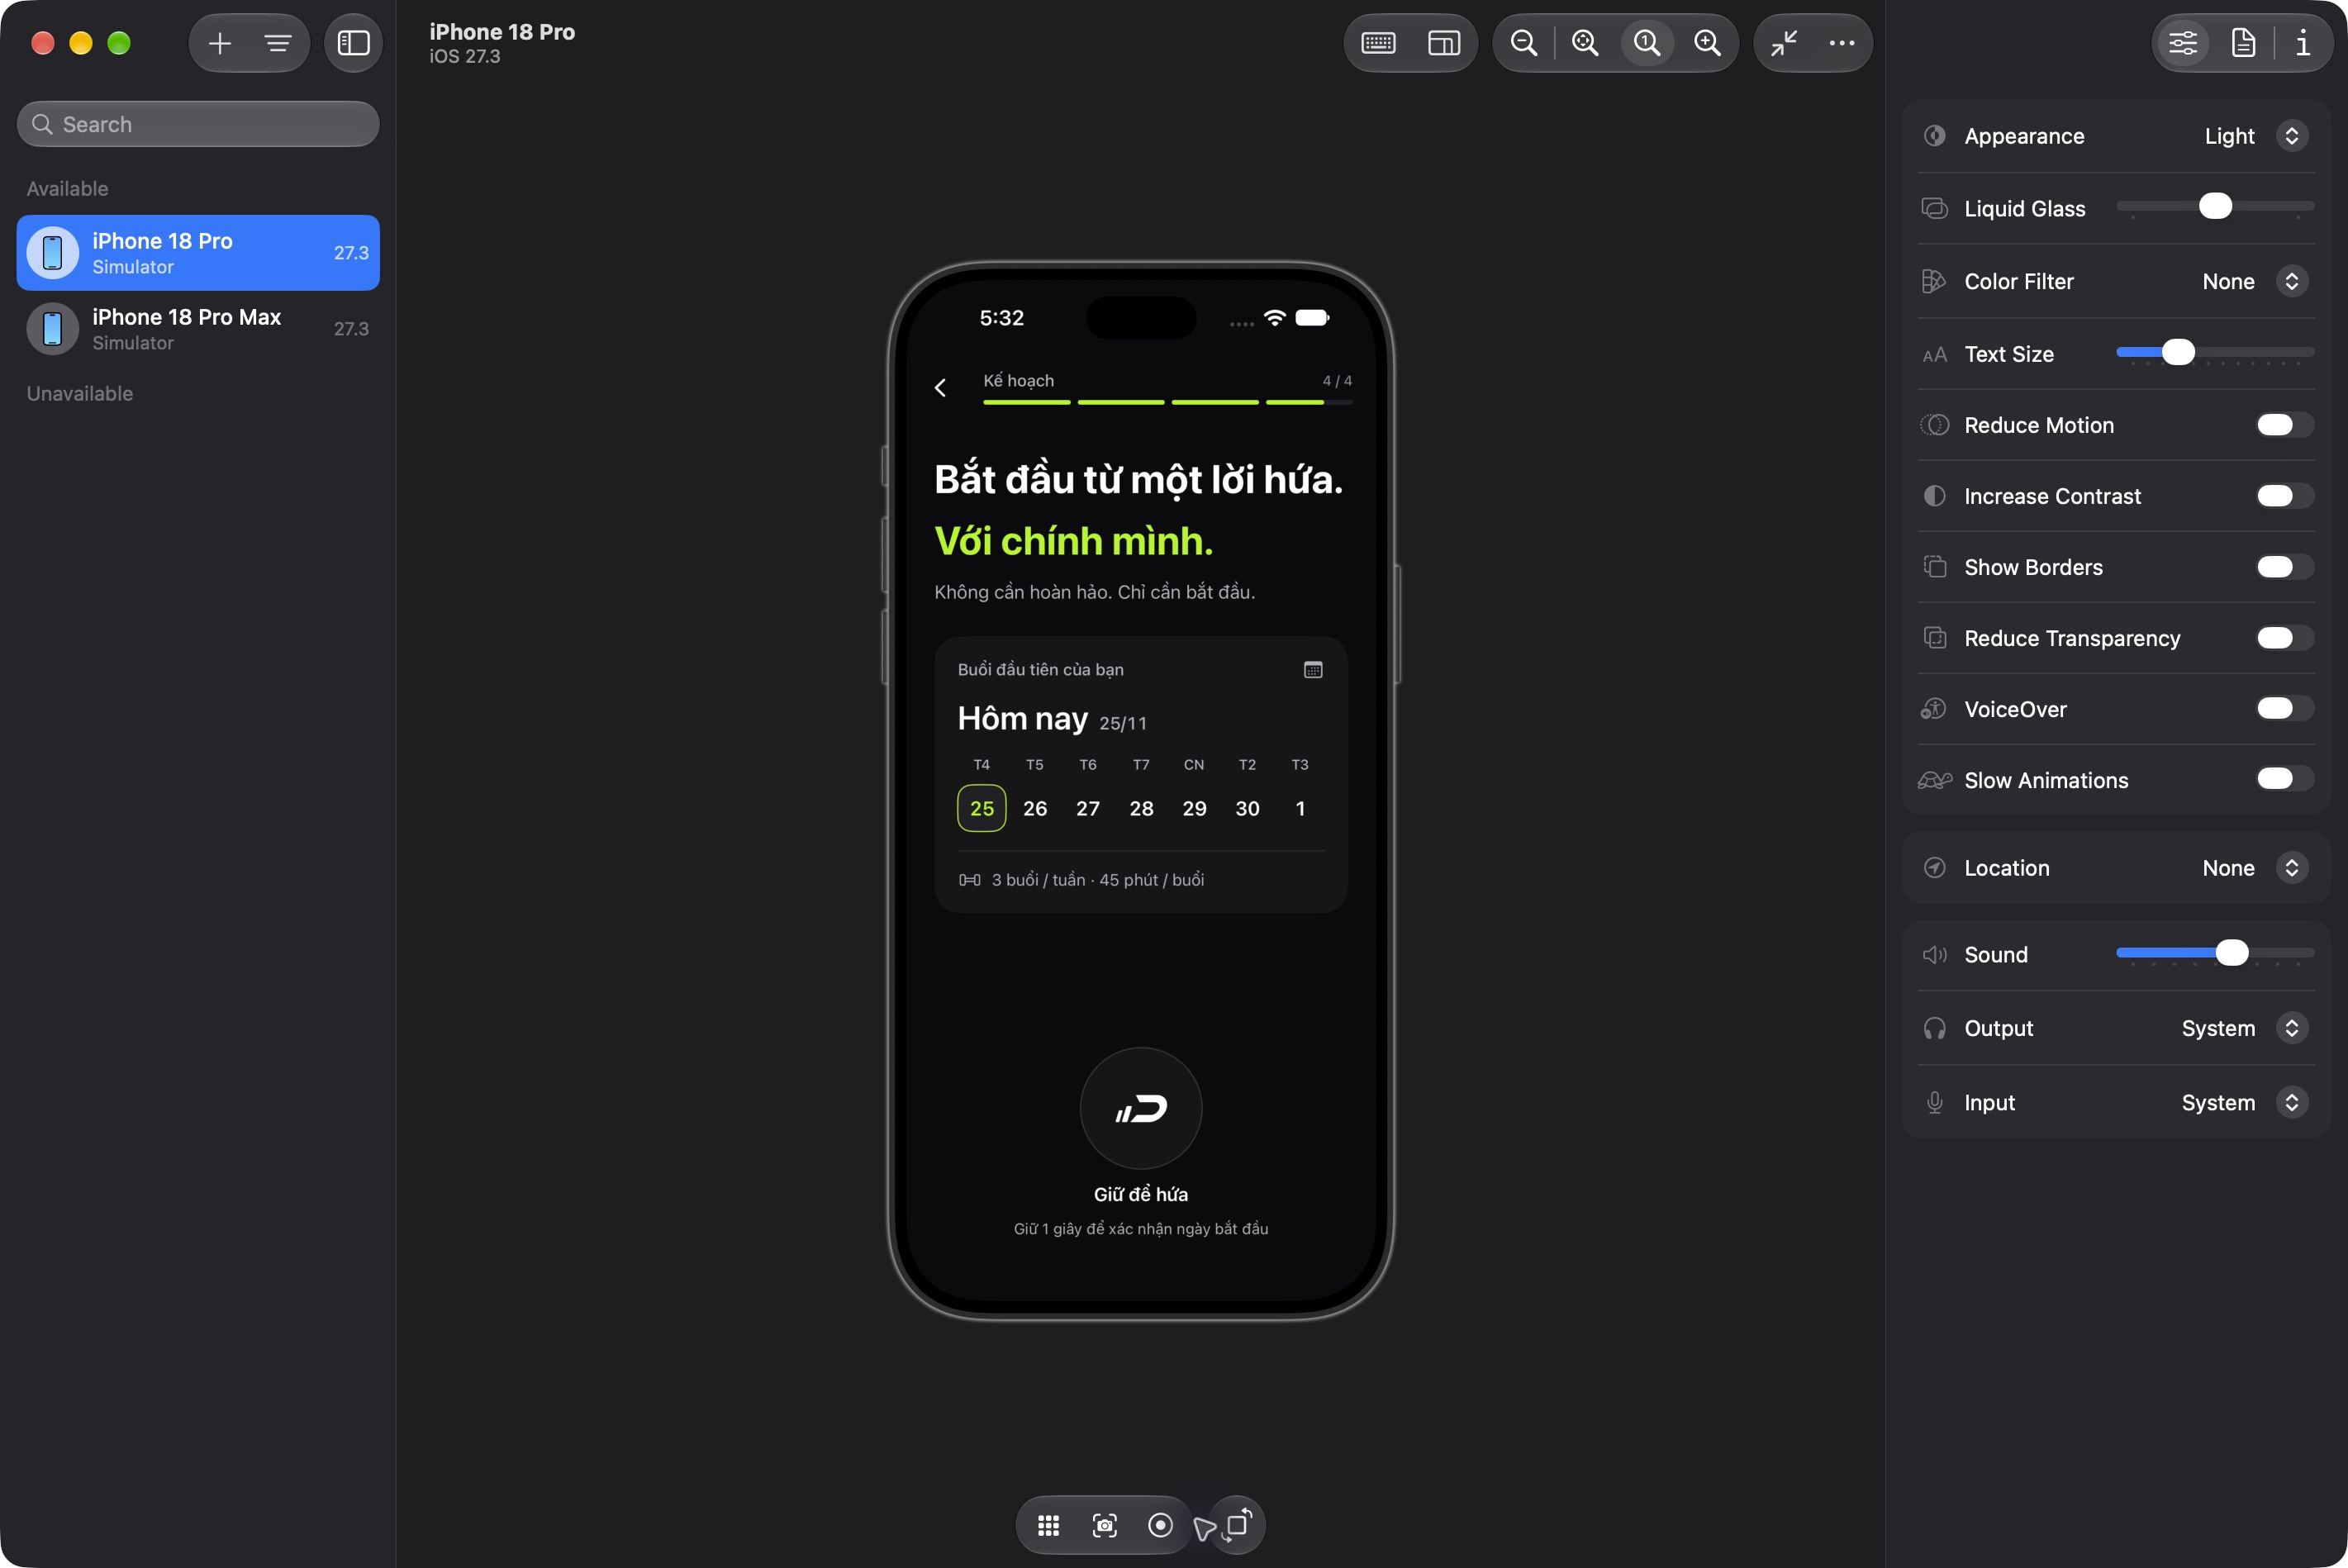 iPhone 18 Pro
iOS 27.3
Search
Available
iPhone 18 Pro
Simulator
27.3
iPhone 18 Pro Max
Simulator
27.3
Unavailable
5:32
Kế hoạch
4 / 4
Bắt đầu từ một lời hứa.
Với chính mình.
Không cần hoàn hảo. Chỉ cần bắt đầu.
Buổi đầu tiên của bạn
Hôm nay 25/11
T4 T5 T6 T7 CN T2 T3
25 26 27 28 29 30 1
3 buổi / tuần · 45 phút / buổi
Giữ để hứa
Giữ 1 giây để xác nhận ngày bắt đầu
Appearance Light
Liquid Glass
Color Filter None
Text Size
Reduce Motion
Increase Contrast
Show Borders
Reduce Transparency
VoiceOver
Slow Animations
Location None
Sound
Output System
Input System